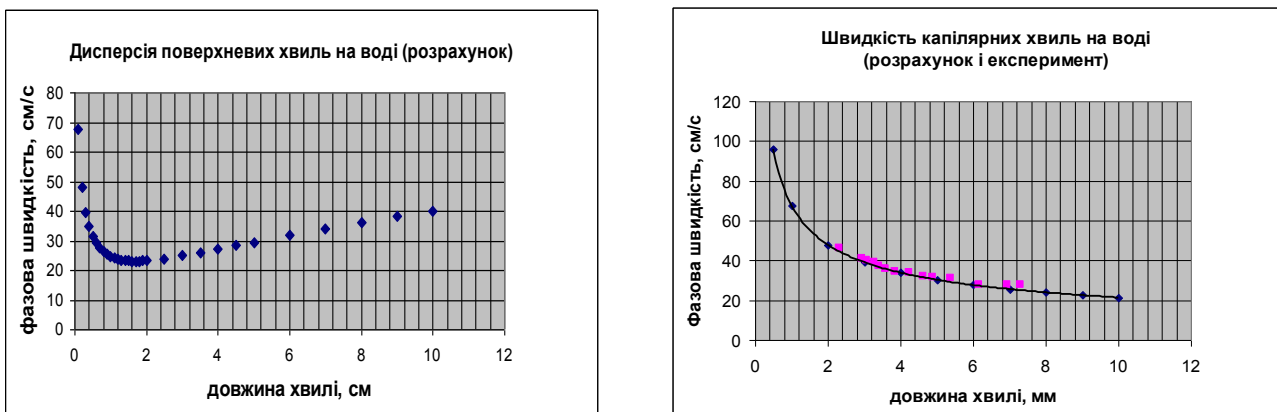 Дисперсія поверхневих хвиль на воді (розрахунок)
фазова швидкість, см/с
80
70
60
50
40
30
20
10
0
0 2 4 6 8 10 12
довжина хвилі, см
Швидкість капілярних хвиль на воді
(розрахунок і експеримент)
Фазова швидкість, см/с
120
100
80
60
40
20
0
0 2 4 6 8 10 12
довжина хвилі, мм